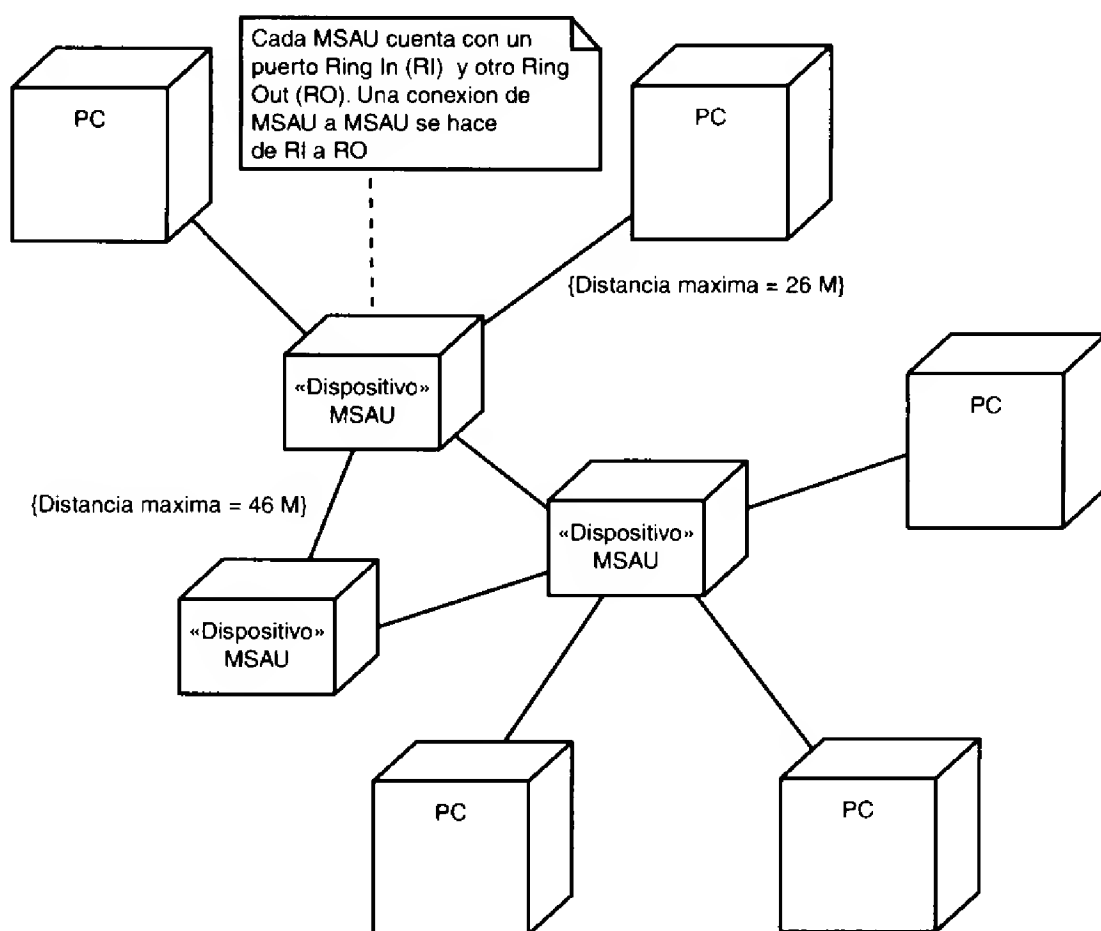 Cada MSAU cuenta con un
puerto Ring In (RI) y otro Ring
Out (RO). Una conexion de
MSAU a MSAU se hace
de RI a RO
PC
PC
{Distancia maxima = 26 M}
«Dispositivo»
MSAU
PC
{Distancia maxima = 46 M}
«Dispositivo»
MSAU
«Dispositivo»
MSAU
PC
PC